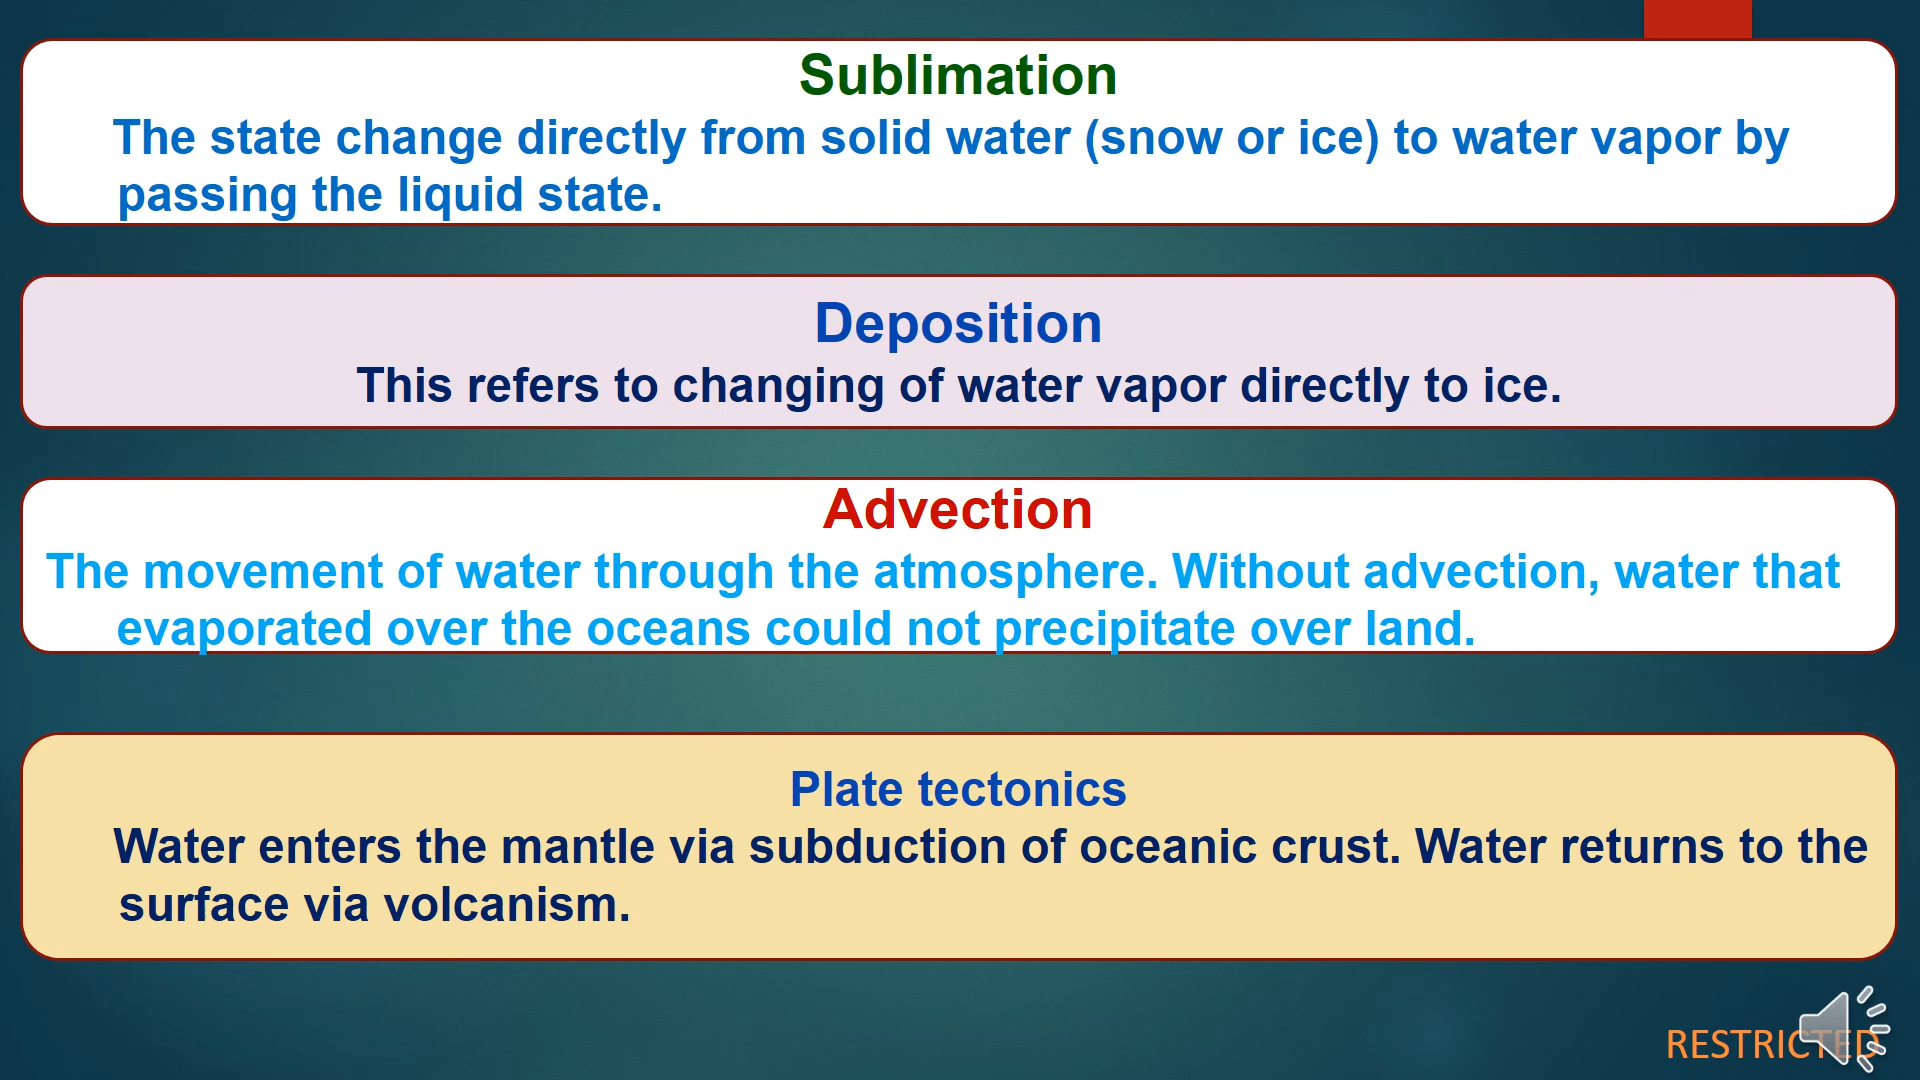 Sublimation
The state change directly from solid water (snow or ice) to water vapor by
passing the liquid state.
Deposition
This refers to changing of water vapor directly to ice.
Advection
The movement of water through the atmosphere. Without advection, water that
evaporated over the oceans could not precipitate over land.
Plate tectonics
Water enters the mantle via subduction of oceanic crust. Water returns to the
surface via volcanism.
RESTRICTED